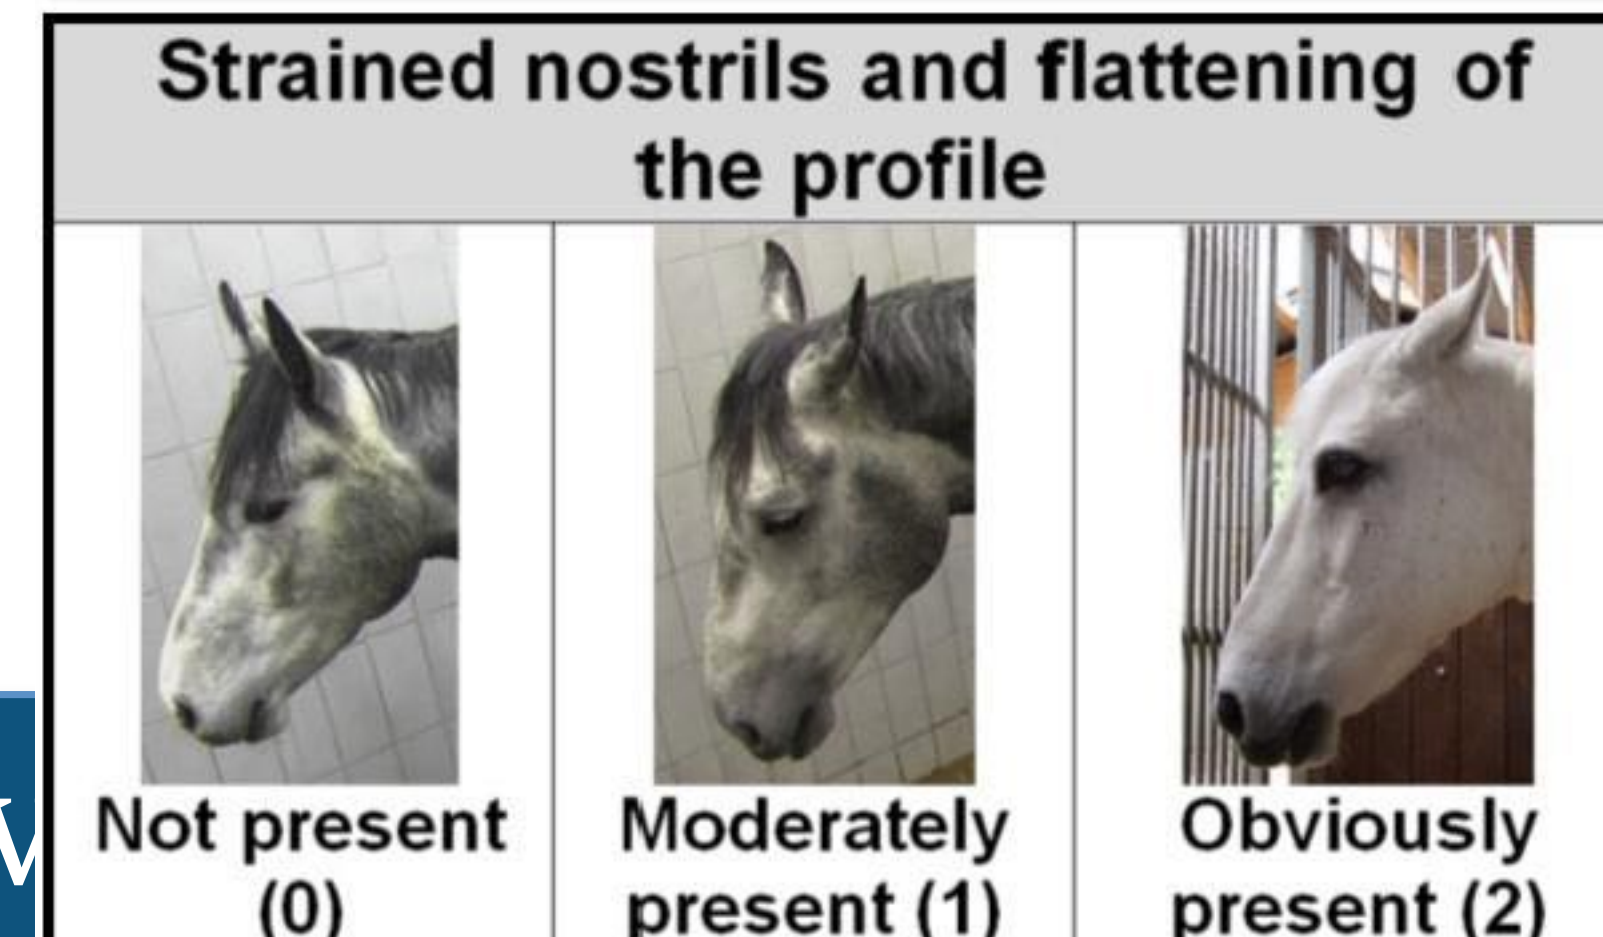 Strained nostrils and flattening of
the profile
Not present
(0)
Moderately
present (1)
Obviously
present (2)